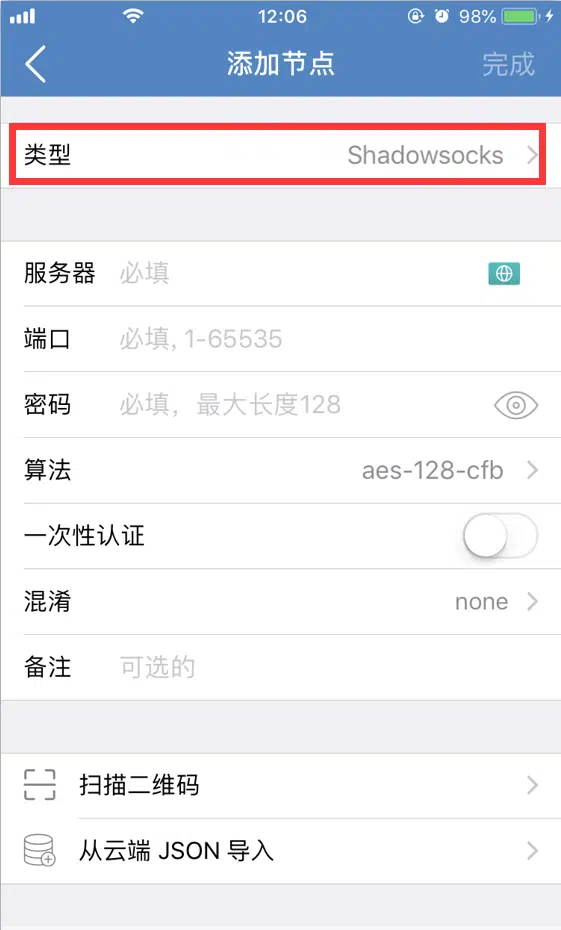 12:06 98%
添加节点 完成
类型 Shadowsocks
服务器 必填
端口 必填, 1-65535
密码 必填，最大长度128
算法 aes-128-cfb
一次性认证
混淆 none
备注 可选的
扫描二维码
从云端 JSON 导入